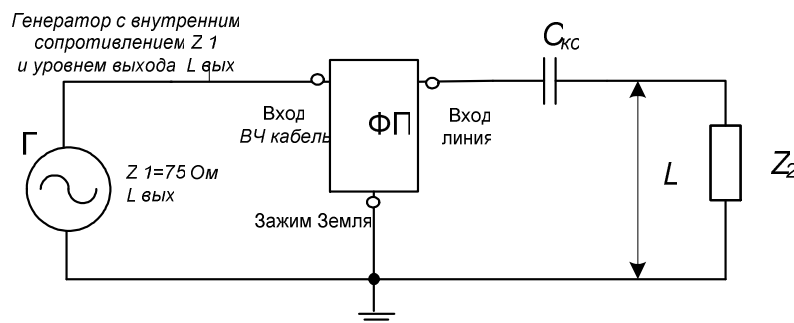 Генератор с внутренним
сопротивлением Z 1
и уровнем выхода L вых
Г
Z 1=75 Ом
L вых
Вход
ВЧ кабель
ФП
Зажим Земля
Вход
линия
Cкс
L
Z2